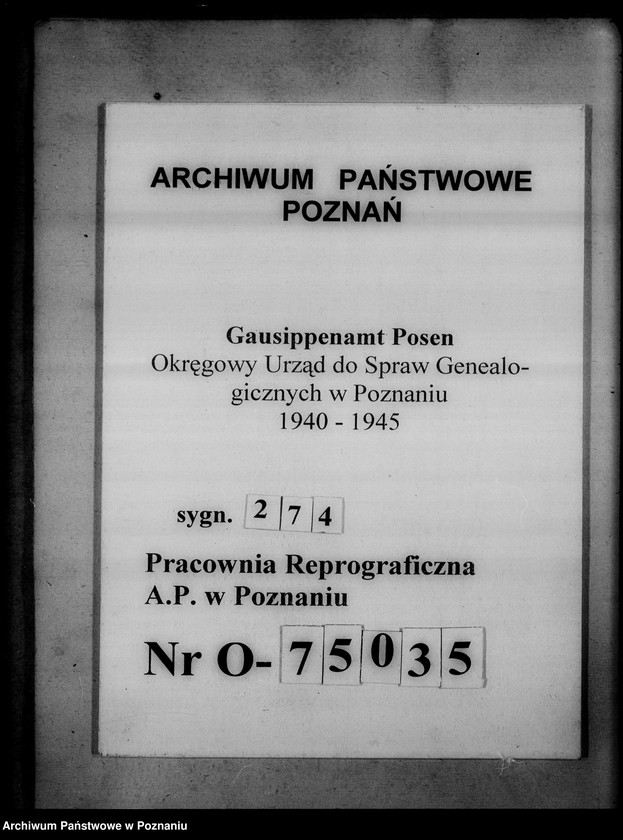 ARCHIWUM PAŃSTWOWE
POZNAŃ
Gausippenamt Posen
Okręgowy Urząd do Spraw Genealo-
gicznych w Poznaniu
1940 - 1945
sygn. 274
Pracownia Reprograficzna
A.P. w Poznaniu
Nr O-75035
Archiwum Państwowe w Poznaniu